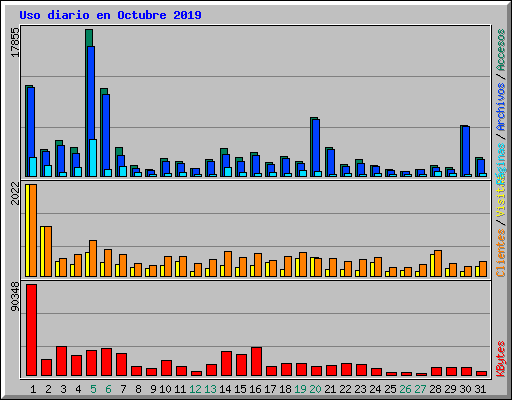 Uso diario en Octubre 2019
17855
2022
90348
Páginas / Archivos / Accesos
Clientes / Visitas
KBytes
1 2 3 4 5 6 7 8 9 10 11 12 13 14 15 16 17 18 19 20 21 22 23 24 25 26 27 28 29 30 31